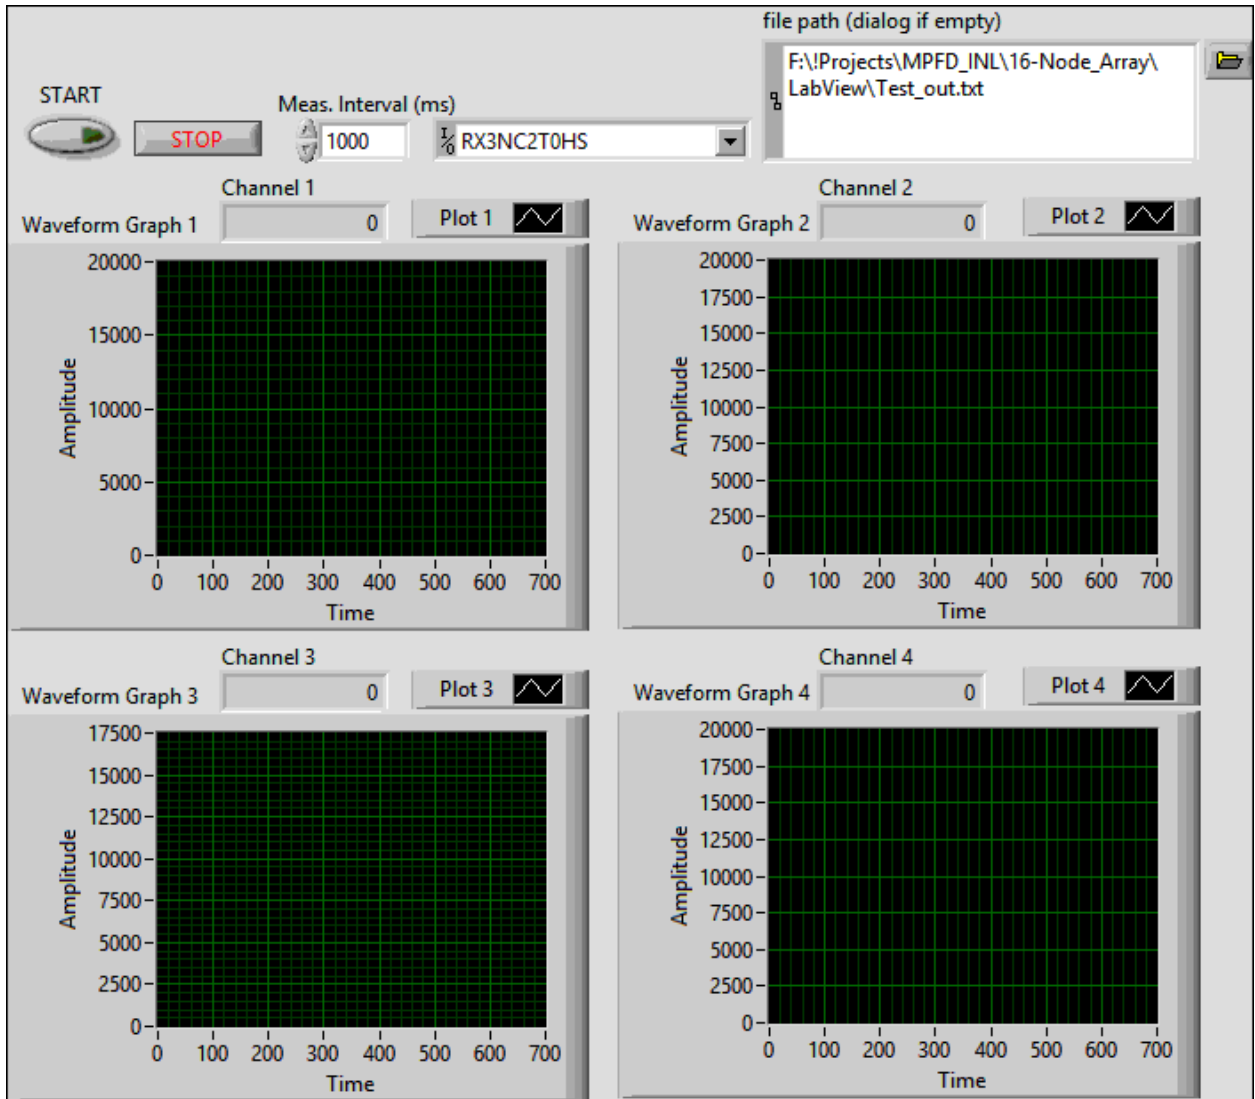 file path (dialog if empty)
F:\!Projects\MPFD_INL\16-Node_Array\
LabView\Test_out.txt
START
STOP
Meas. Interval (ms)
1000
I/O RX3NC2T0HS
Channel 1
Waveform Graph 1
0
Plot 1
20000
15000
10000
5000
0
Amplitude
0 100 200 300 400 500 600 700
Time
Channel 2
Waveform Graph 2
0
Plot 2
20000
17500
15000
12500
10000
7500
5000
2500
0
Amplitude
0 100 200 300 400 500 600 700
Time
Channel 3
Waveform Graph 3
0
Plot 3
17500
15000
12500
10000
7500
5000
2500
0
Amplitude
0 100 200 300 400 500 600 700
Time
Channel 4
Waveform Graph 4
0
Plot 4
20000
17500
15000
12500
10000
7500
5000
2500
0
Amplitude
0 100 200 300 400 500 600 700
Time